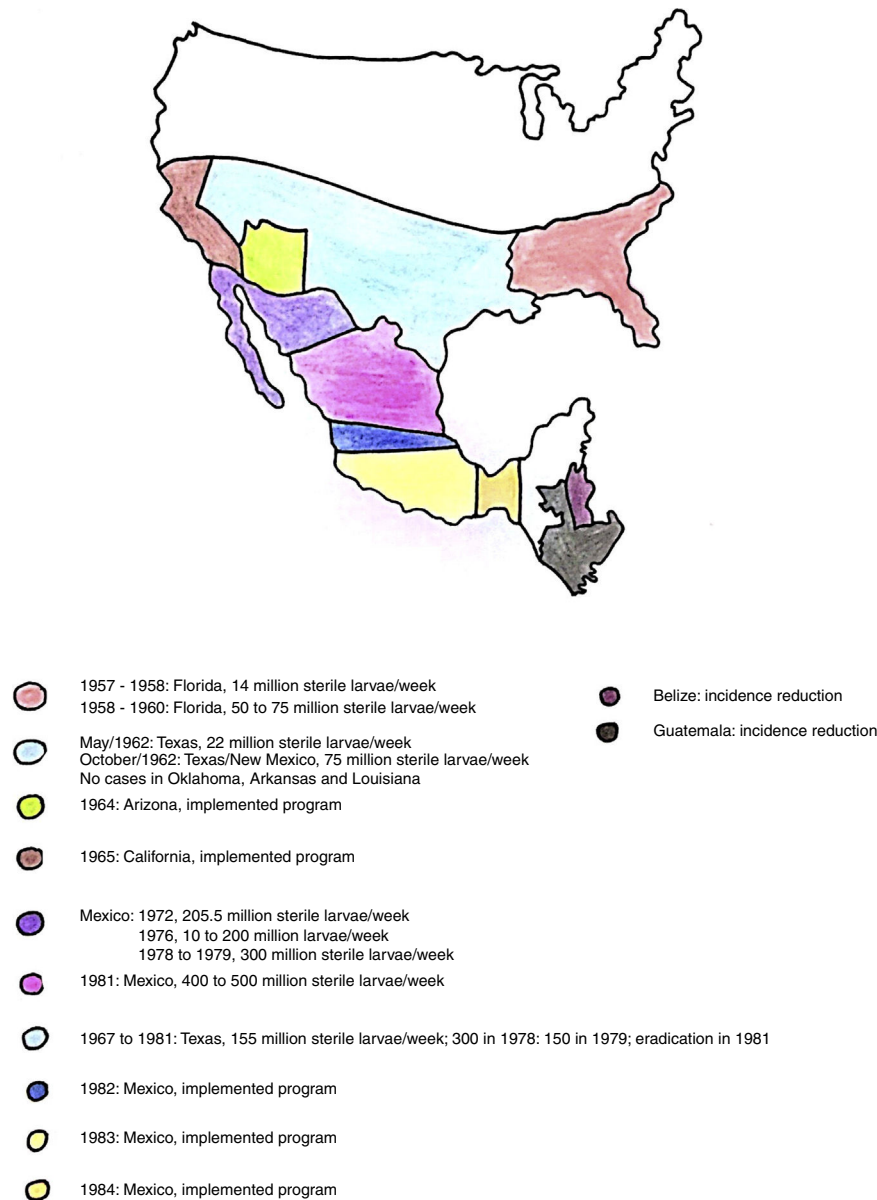 1957 - 1958: Florida, 14 million sterile larvae/week
1958 - 1960: Florida, 50 to 75 million sterile larvae/week
May/1962: Texas, 22 million sterile larvae/week
October/1962: Texas/New Mexico, 75 million sterile larvae/week
No cases in Oklahoma, Arkansas and Louisiana
1964: Arizona, implemented program
1965: California, implemented program
Mexico: 1972, 205.5 million sterile larvae/week
1976, 10 to 200 million larvae/week
1978 to 1979, 300 million sterile larvae/week
1981: Mexico, 400 to 500 million sterile larvae/week
1967 to 1981: Texas, 155 million sterile larvae/week; 300 in 1978: 150 in 1979; eradication in 1981
1982: Mexico, implemented program
1983: Mexico, implemented program
1984: Mexico, implemented program
Belize: incidence reduction
Guatemala: incidence reduction